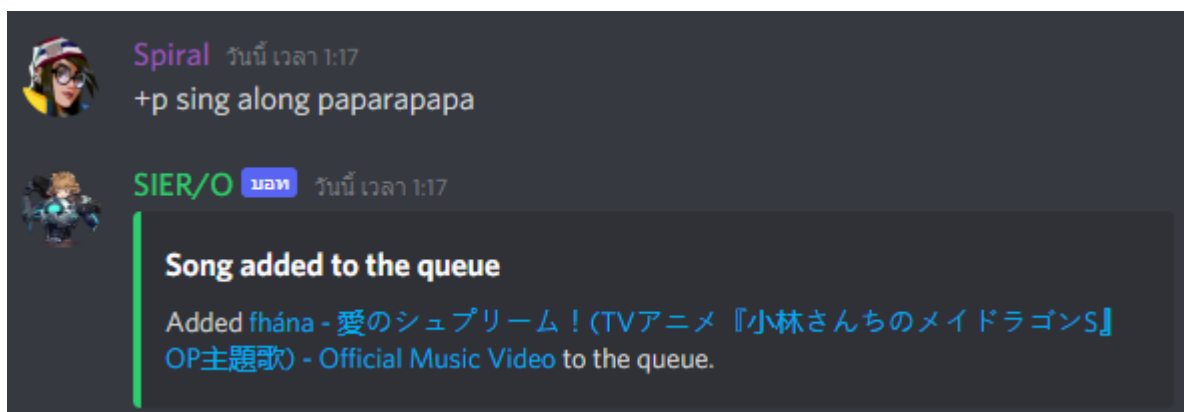 Spiral วันนี้ เวลา 1:17
+p sing along paparapapa
SIER/O บอท วันนี้ เวลา 1:17
Song added to the queue
Added fhána - 愛のシュプリーム！(TVアニメ『小林さんちのメイドラゴンS』
OP主題歌) - Official Music Video to the queue.